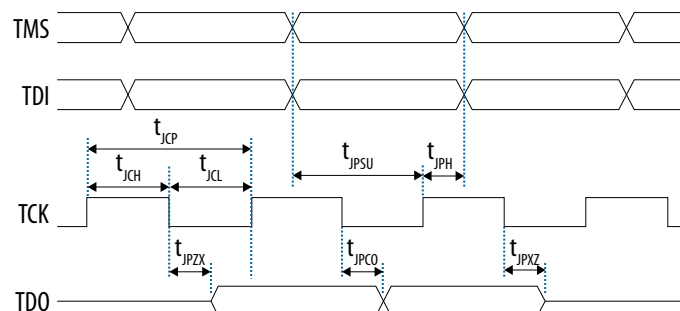 TMS
TDI
tJCP
tJCH tJCL tJPSU tJPH
TCK
tJPZX tJPCO tJPXZ
TDO